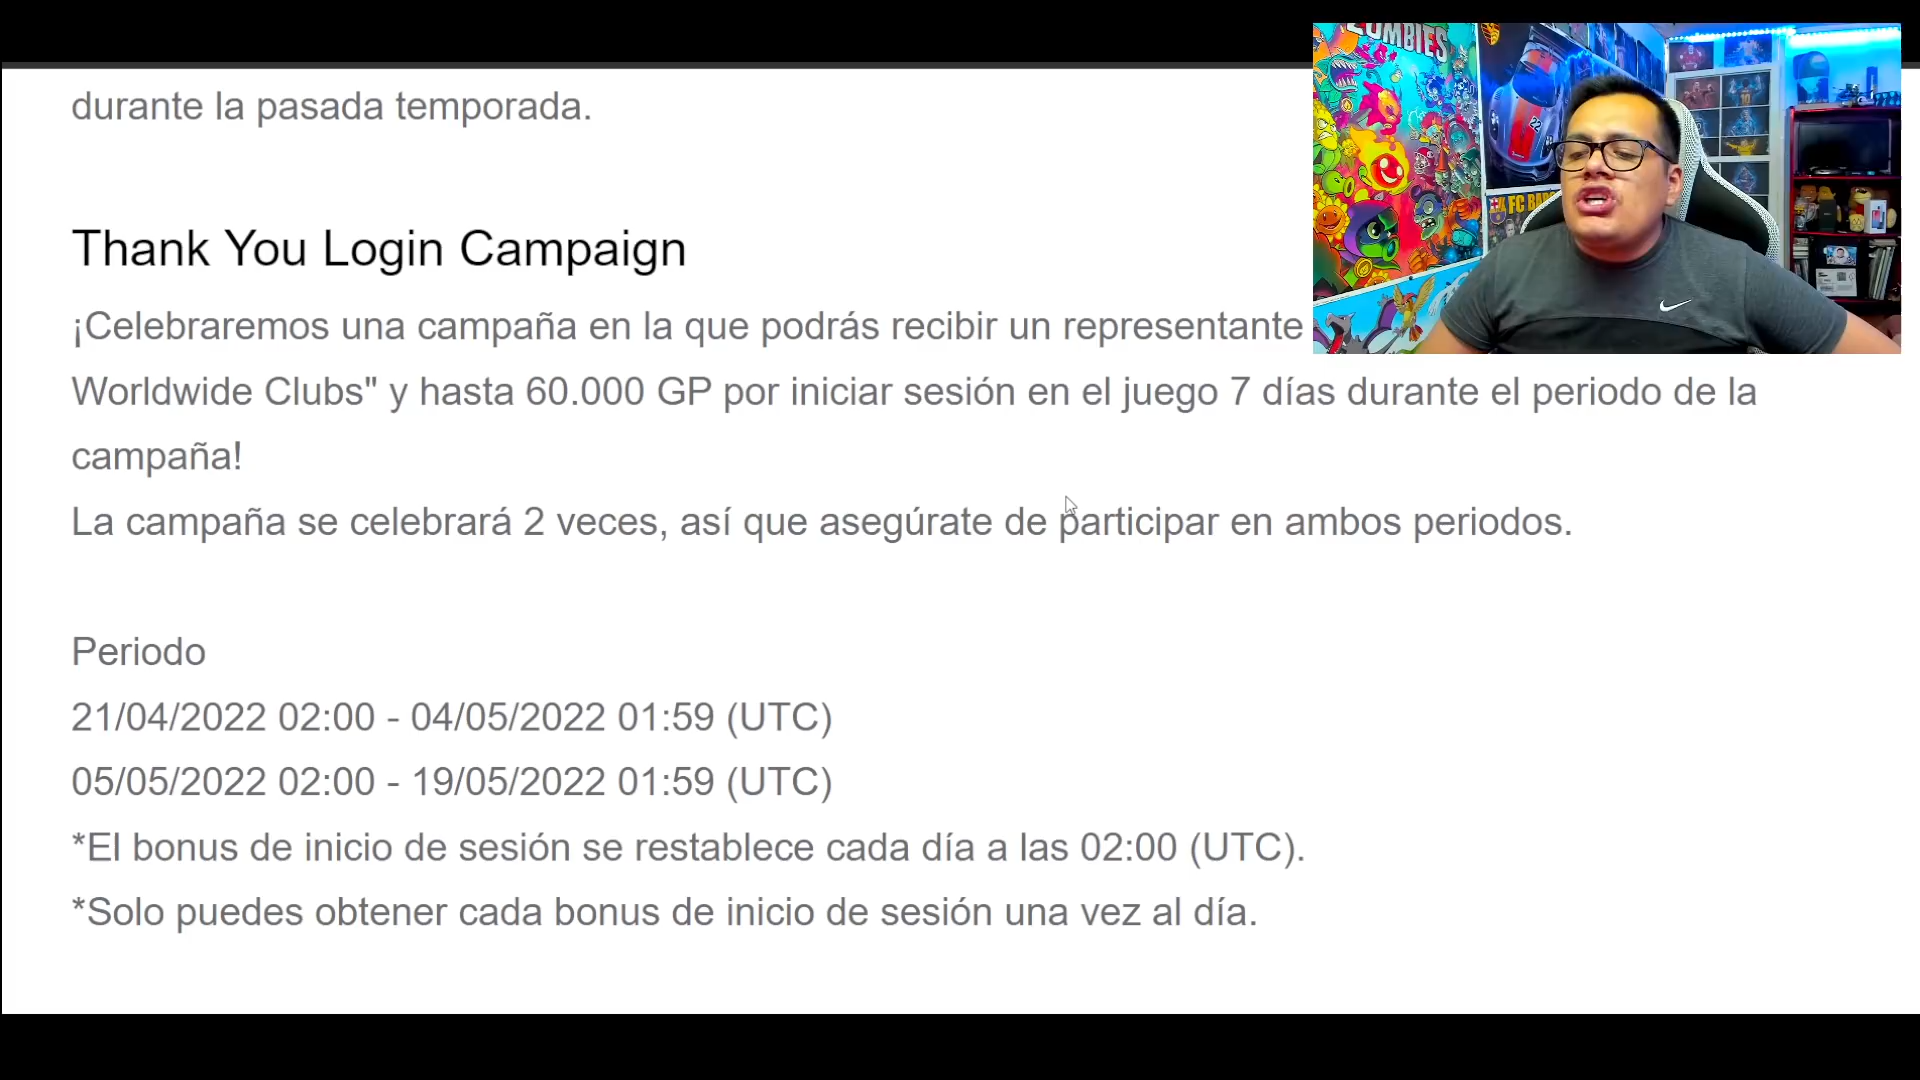 durante la pasada temporada.
ZOMBIES
22
FC BAR
Thank You Login Campaign
¡Celebraremos una campaña en la que podrás recibir un representante
Worldwide Clubs" y hasta 60.000 GP por iniciar sesión en el juego 7 días durante el periodo de la
campaña!
La campaña se celebrará 2 veces, así que asegúrate de participar en ambos periodos.
Periodo
21/04/2022 02:00 - 04/05/2022 01:59 (UTC)
05/05/2022 02:00 - 19/05/2022 01:59 (UTC)
*El bonus de inicio de sesión se restablece cada día a las 02:00 (UTC).
*Solo puedes obtener cada bonus de inicio de sesión una vez al día.